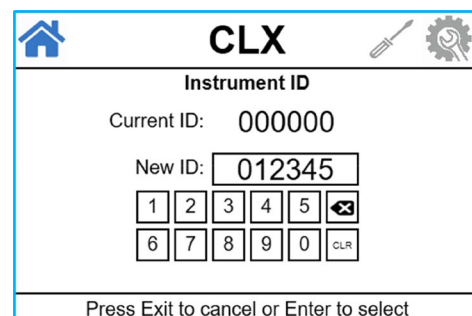 CLX
Instrument ID
Current ID: 000000
New ID: 012345
1 2 3 4 5
6 7 8 9 0 CLR
Press Exit to cancel or Enter to select